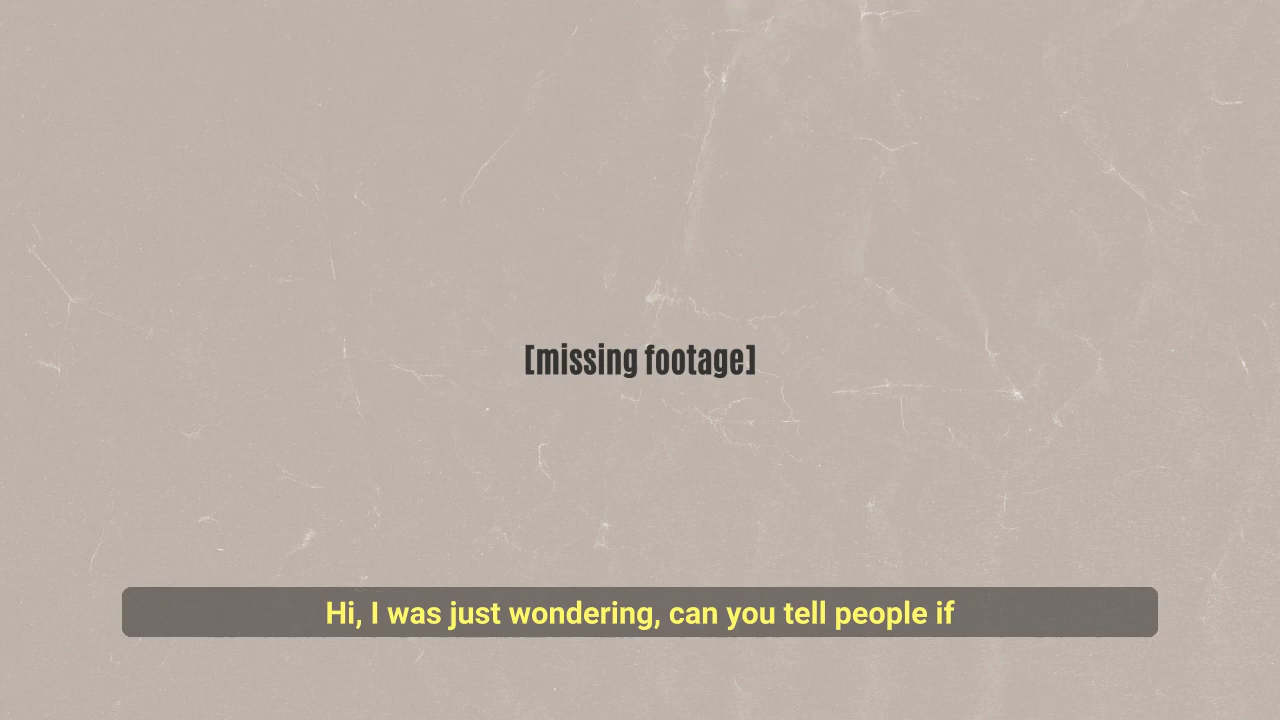 [missing footage]
Hi, I was just wondering, can you tell people if